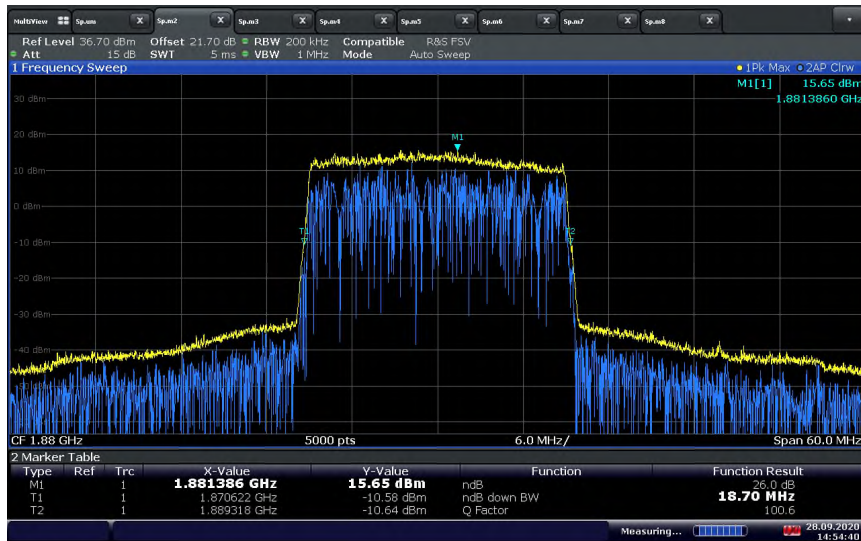 MultiView Sp.um X Sp.m2 X Sp.m3 X Sp.m4 X Sp.m5 X Sp.m6 X Sp.m7 X Sp.m8 X
Ref Level 36.70 dBm Offset 21.70 dB RBW 200 kHz Compatible R&S FSV
Att 15 dB SWT 5 ms VBW 1 MHz Mode Auto Sweep
1 Frequency Sweep 1Pk Max 2AP Clrw
M1[1] 15.65 dBm
1.8813860 GHz
30 dBm
20 dBm
M1
10 dBm
0 dBm
T1 T2
-10 dBm
-20 dBm
-30 dBm
-40 dBm
CF 1.88 GHz 5000 pts 6.0 MHz/ Span 60.0 MHz
2 Marker Table
Type Ref Trc X-Value Y-Value Function Function Result
M1 1 1.881386 GHz 15.65 dBm ndB 26.0 dB
T1 1 1.870622 GHz -10.58 dBm ndB down BW 18.70 MHz
T2 1 1.889318 GHz -10.64 dBm Q Factor 100.6
Measuring... 28.09.2020
14:54:40